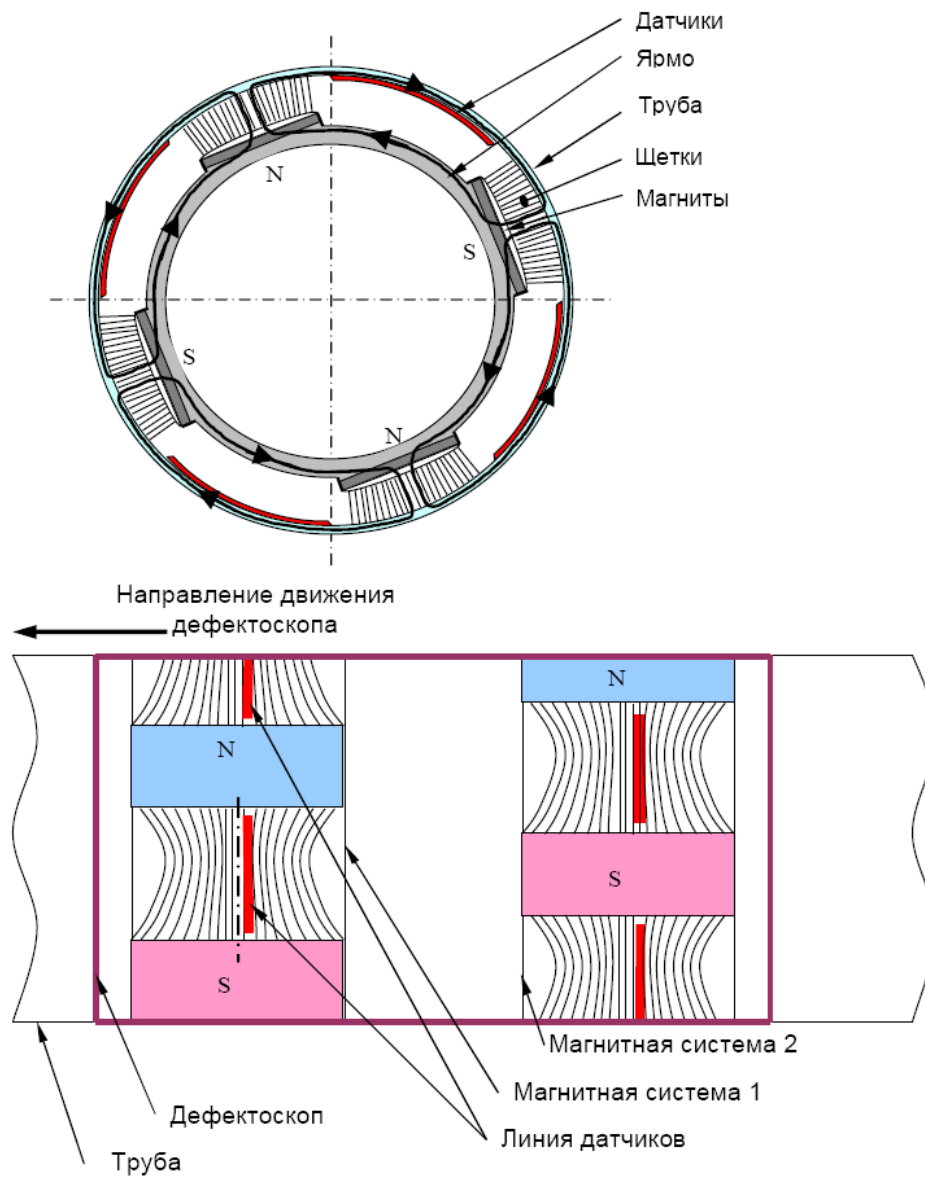 Датчики
Ярмо
Труба
Щетки
Магниты
N
S
S
N
Направление движения
дефектоскопа
N
N
S
S
Магнитная система 2
Магнитная система 1
Дефектоскоп
Линия датчиков
Труба